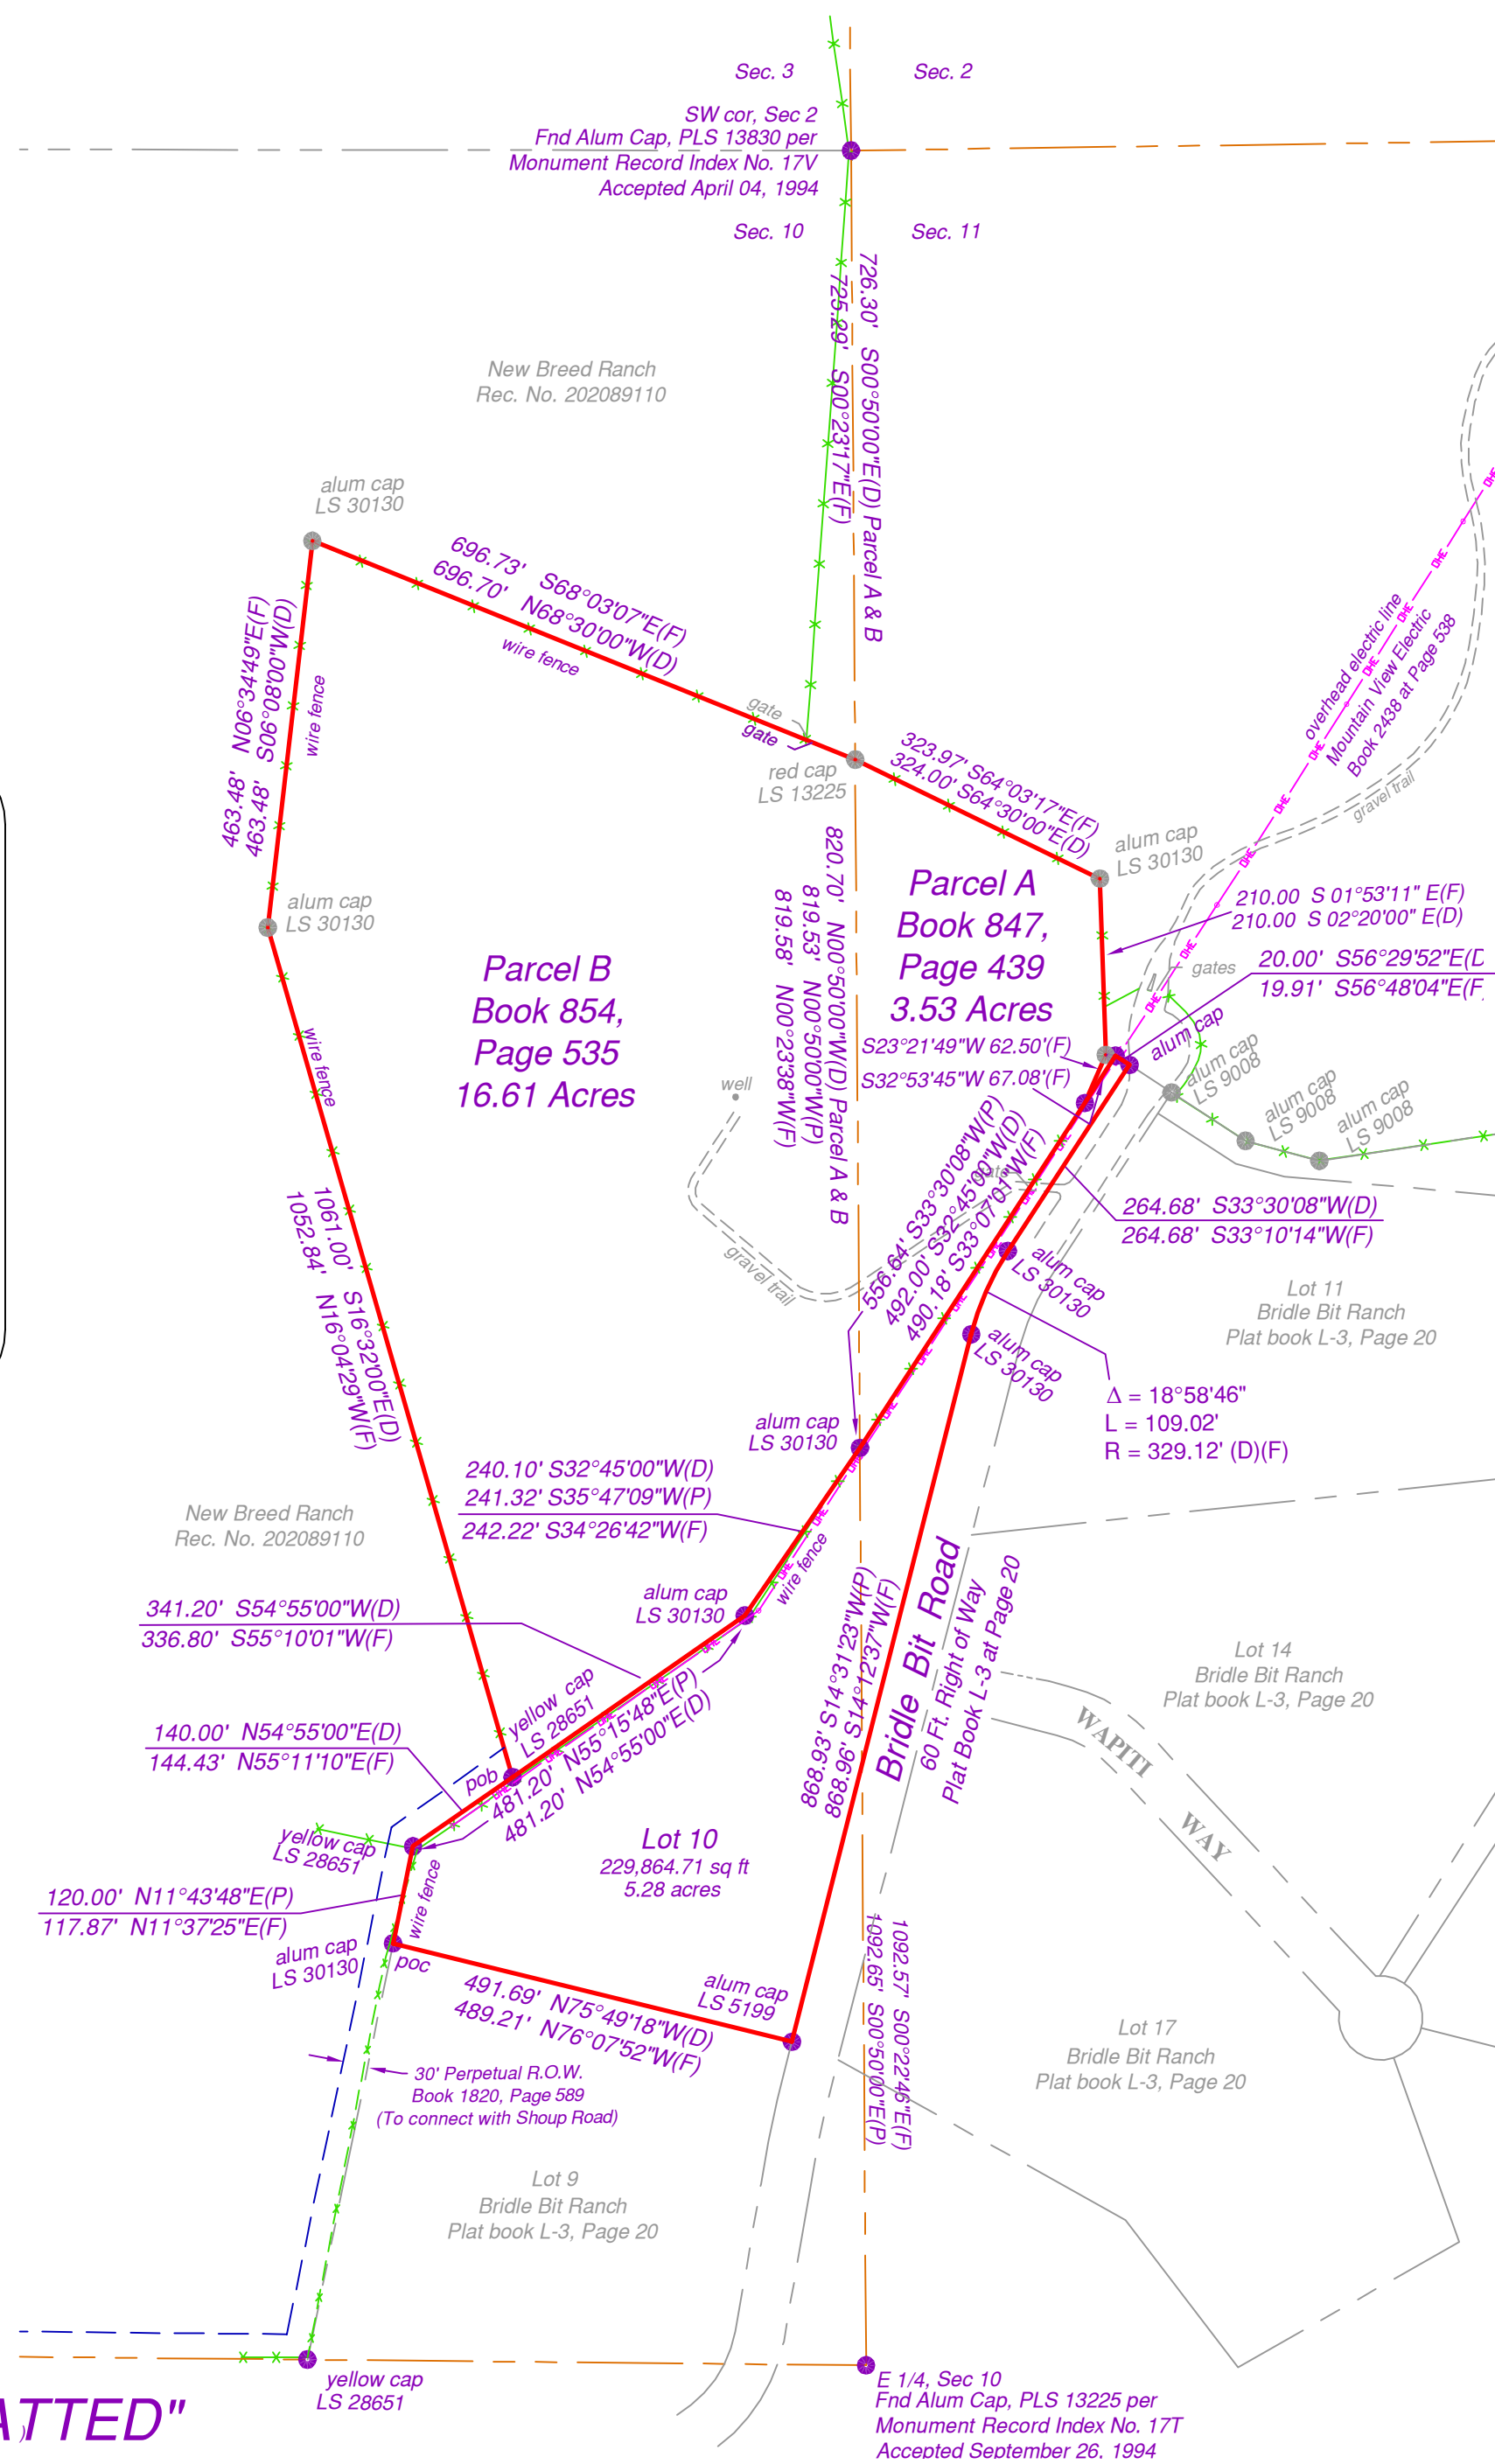 Sec. 3
Sec. 2
SW cor, Sec 2
Fnd Alum Cap, PLS 13830 per
Monument Record Index No. 17V
Accepted April 04, 1994
Sec. 10
Sec. 11
726.30' S00°50'00"E(D) Parcel A & B
725.29' S00°23'17"E(F)
New Breed Ranch
Rec. No. 202089110
alum cap
LS 30130
696.73' S68°03'07"E(F)
696.70' N68°30'00"W(D)
wire fence
463.48' N06°34'49"E(F)
463.48' S06°08'00"W(D)
wire fence
gate
gate
red cap
LS 13225
323.97' S64°03'17"E(F)
324.00' S64°30'00"E(D)
overhead electric line
Mountain View Electric
Book 2438 at Page 538
gravel trail
OHE
OHE
OHE
OHE
OHE
OHE
OHE
OHE
OHE
alum cap
LS 30130
alum cap
LS 30130
Parcel A
Book 847,
Page 439
3.53 Acres
210.00 S 01°53'11" E(F)
210.00 S 02°20'00" E(D)
20.00' S56°29'52"E(D
19.91' S56°48'04"E(F)
gates
Parcel B
Book 854,
Page 535
16.61 Acres
820.70' N00°50'00"W(D) Parcel A & B
819.53' N00°50'00"W(P)
819.58' N00°23'38"W(F)
S23°21'49"W 62.50'(F)
S32°53'45"W 67.08'(F)
alum cap
alum cap
LS 9008
alum cap
LS 9008
alum cap
LS 9008
wire fence
well
gate
gravel trail
556.64' S33°30'08"W(P)
492.00' S32°45'00"W(D)
490.18' S33°07'01"W(F)
264.68' S33°30'08"W(D)
264.68' S33°10'14"W(F)
1061.00' S16°32'00"E(D)
1052.84' N16°04'29"W(F)
alum cap
LS 30130
alum cap
LS 30130
Lot 11
Bridle Bit Ranch
Plat book L-3, Page 20
Δ = 18°58'46"
L = 109.02'
R = 329.12' (D)(F)
alum cap
LS 30130
240.10' S32°45'00"W(D)
241.32' S35°47'09"W(P)
242.22' S34°26'42"W(F)
New Breed Ranch
Rec. No. 202089110
wire fence
alum cap
LS 30130
341.20' S54°55'00"W(D)
336.80' S55°10'01"W(F)
868.93' S14°31'23"W(P)
868.96' S14°12'37"W(F)
Bridle Bit Road
60 Ft. Right of Way
Plat Book L-3 at Page 20
Lot 14
Bridle Bit Ranch
Plat book L-3, Page 20
WAPITI
WAY
yellow cap
LS 28651
140.00' N54°55'00"E(D)
144.43' N55°11'10"E(F)
pob
481.20' N55°15'48"E(P)
481.20' N54°55'00"E(D)
yellow cap
LS 28651
Lot 10
229,864.71 sq ft
5.28 acres
120.00' N11°43'48"E(P)
117.87' N11°37'25"E(F)
wire fence
alum cap
LS 30130
poc
491.69' N75°49'18"W(D)
489.21' N76°07'52"W(F)
alum cap
LS 5199
1092.57' S00°22'46"E(F)
1092.65' S00°50'00"E(P)
30' Perpetual R.O.W.
Book 1820, Page 589
(To connect with Shoup Road)
Lot 17
Bridle Bit Ranch
Plat book L-3, Page 20
Lot 9
Bridle Bit Ranch
Plat book L-3, Page 20
yellow cap
LS 28651
E 1/4, Sec 10
Fnd Alum Cap, PLS 13225 per
Monument Record Index No. 17T
Accepted September 26, 1994
ATTED"